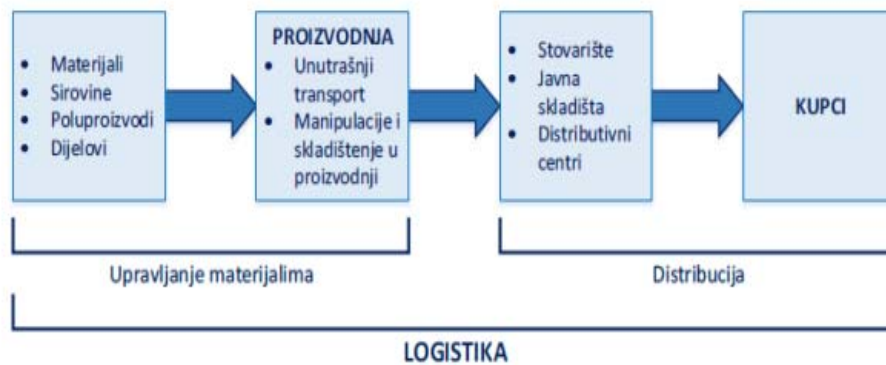 • Materijali
• Sirovine
• Poluproizvodi
• Dijelovi
PROIZVODNJA
• Unutrašnji
transport
• Manipulacije i
skladištenje u
proizvodnji
• Stovarište
• Javna
skladišta
• Distributivni
centri
KUPCI
Upravljanje materijalima
Distribucija
LOGISTIKA